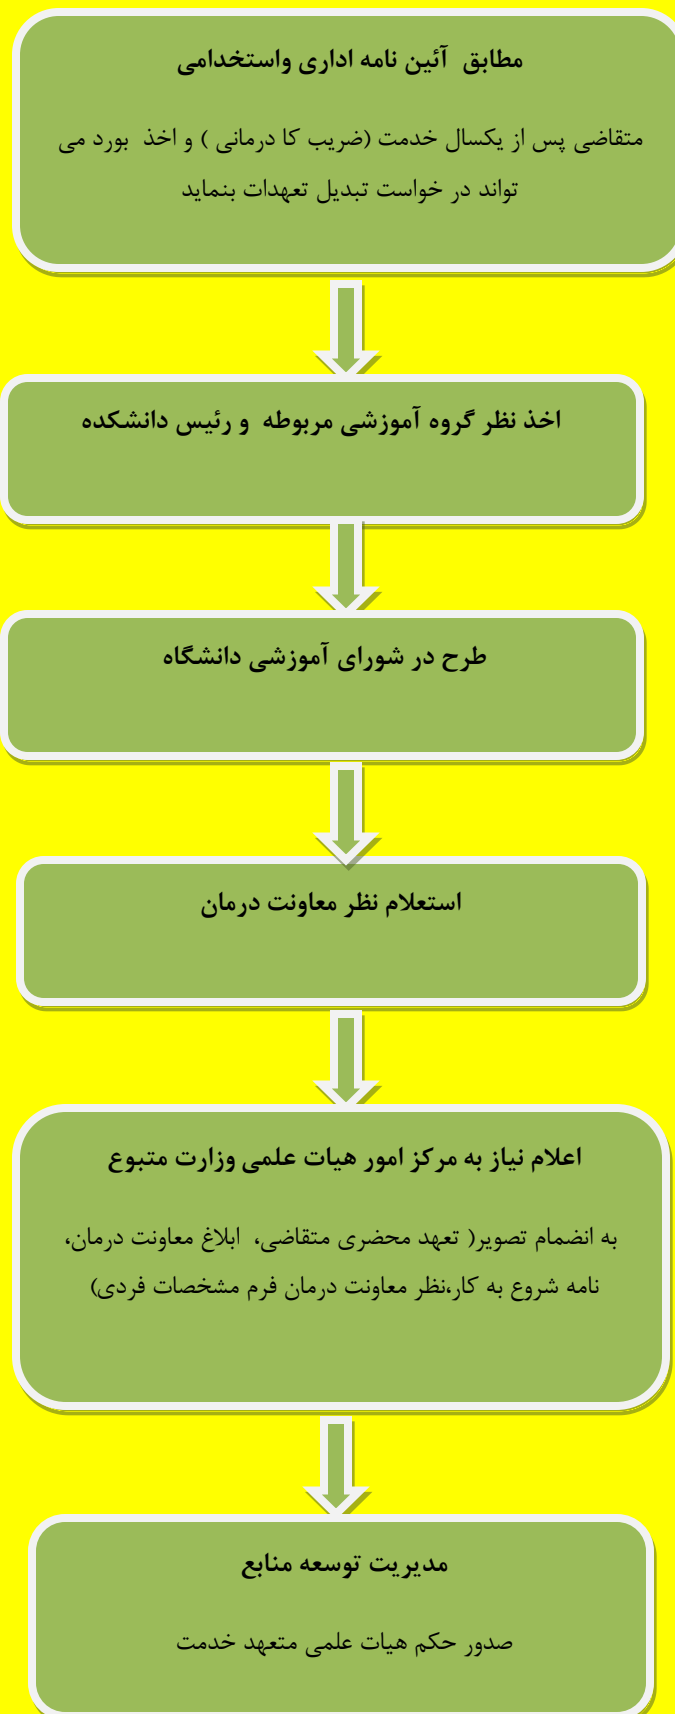 مطابق آئین نامه اداری واستخدامی
متقاضی پس از یکسال خدمت (ضریب کا درمانی ) و اخذ بورد می
تواند در خواست تبدیل تعهدات بنماید
اخذ نظر گروه آموزشی مربوطه و رئیس دانشکده
طرح در شورای آموزشی دانشگاه
استعلام نظر معاونت درمان
اعلام نیاز به مرکز امور هیات علمی وزارت متبوع
به انضمام تصویر( تعهد محضری متقاضی، ابلاغ معاونت درمان،
نامه شروع به کار،نظر معاونت درمان فرم مشخصات فردی)
مدیریت توسعه منابع
صدور حکم هیات علمی متعهد خدمت